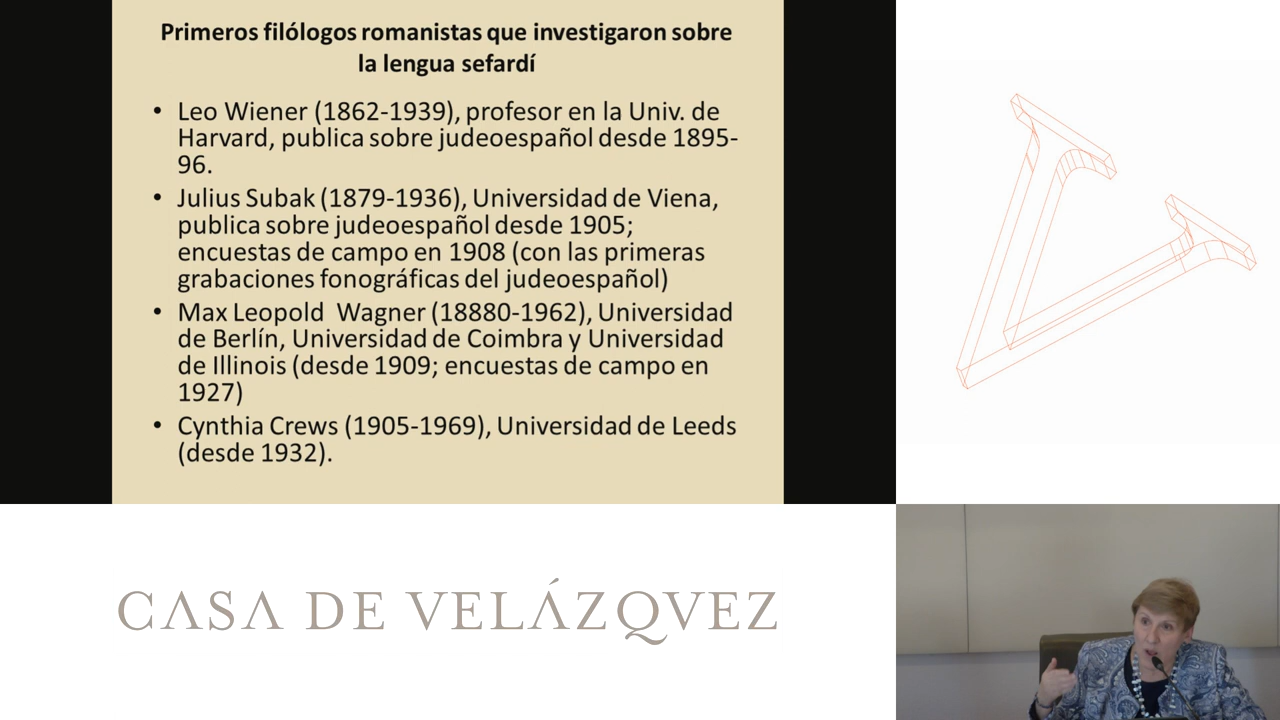 Primeros filólogos romanistas que investigaron sobre
la lengua sefardí
• Leo Wiener (1862-1939), profesor en la Univ. de
Harvard, publica sobre judeoespañol desde 1895-
96.
• Julius Subak (1879-1936), Universidad de Viena,
publica sobre judeoespañol desde 1905;
encuestas de campo en 1908 (con las primeras
grabaciones fonográficas del judeoespañol)
• Max Leopold Wagner (18880-1962), Universidad
de Berlín, Universidad de Coimbra y Universidad
de Illinois (desde 1909; encuestas de campo en
1927)
• Cynthia Crews (1905-1969), Universidad de Leeds
(desde 1932).
CASA DE VELÁZQVEZ